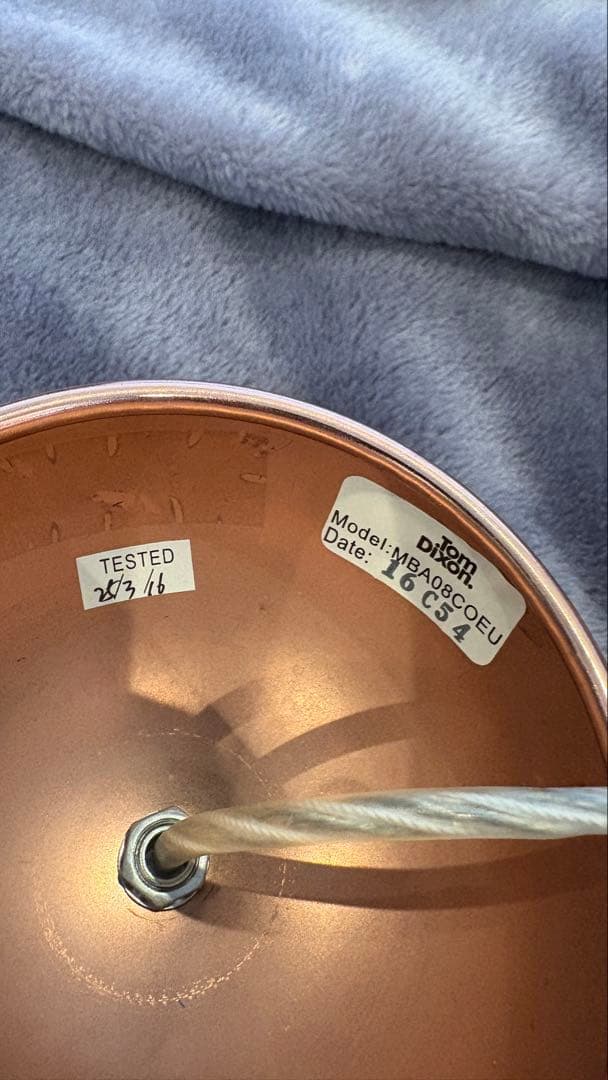 TESTED
25/3/16
Tom
Dixon.
Model:MBA08COEU
Date: 16C54